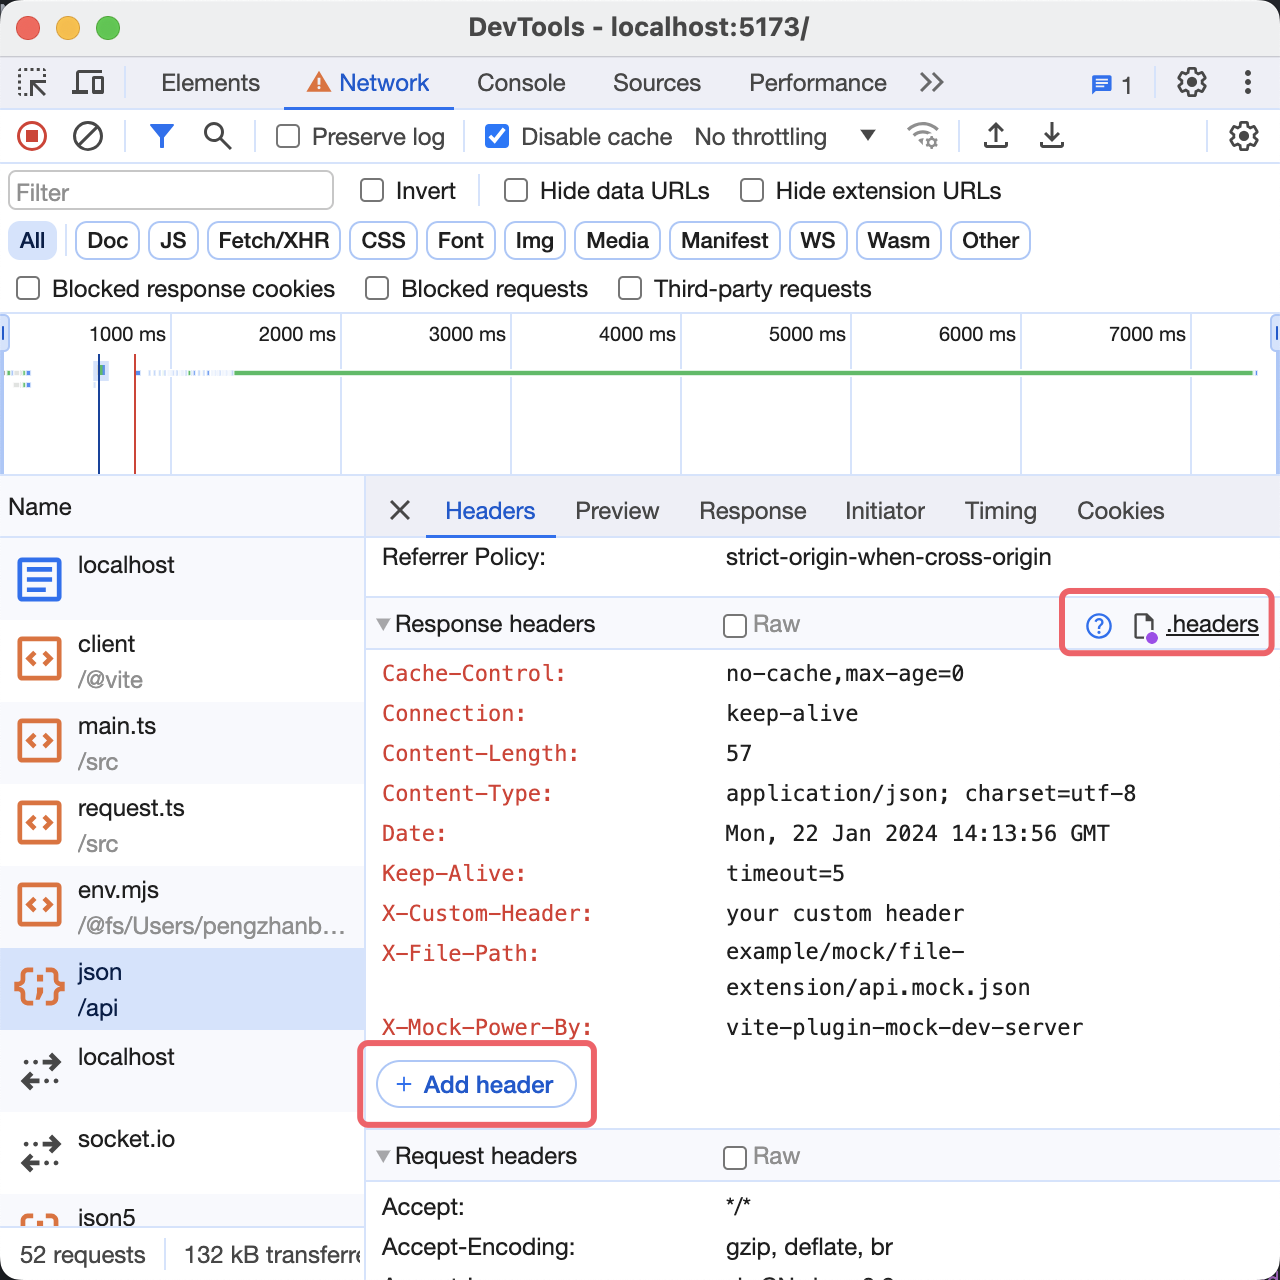 DevTools - localhost:5173/
Elements Network Console Sources Performance 1
Preserve log Disable cache No throttling
Filter Invert Hide data URLs Hide extension URLs
All Doc JS Fetch/XHR CSS Font Img Media Manifest WS Wasm Other
Blocked response cookies Blocked requests Third-party requests
1000 ms 2000 ms 3000 ms 4000 ms 5000 ms 6000 ms 7000 ms
Name
localhost
client
/@vite
main.ts
/src
request.ts
/src
env.mjs
/@fs/Users/pengzhanb…
json
/api
localhost
socket.io
json5
52 requests 132 kB transferre
Headers Preview Response Initiator Timing Cookies
Referrer Policy: strict-origin-when-cross-origin
Response headers Raw .headers
Cache-Control: no-cache,max-age=0
Connection: keep-alive
Content-Length: 57
Content-Type: application/json; charset=utf-8
Date: Mon, 22 Jan 2024 14:13:56 GMT
Keep-Alive: timeout=5
X-Custom-Header: your custom header
X-File-Path: example/mock/file-
extension/api.mock.json
X-Mock-Power-By: vite-plugin-mock-dev-server
+ Add header
Request headers Raw
Accept: */*
Accept-Encoding: gzip, deflate, br